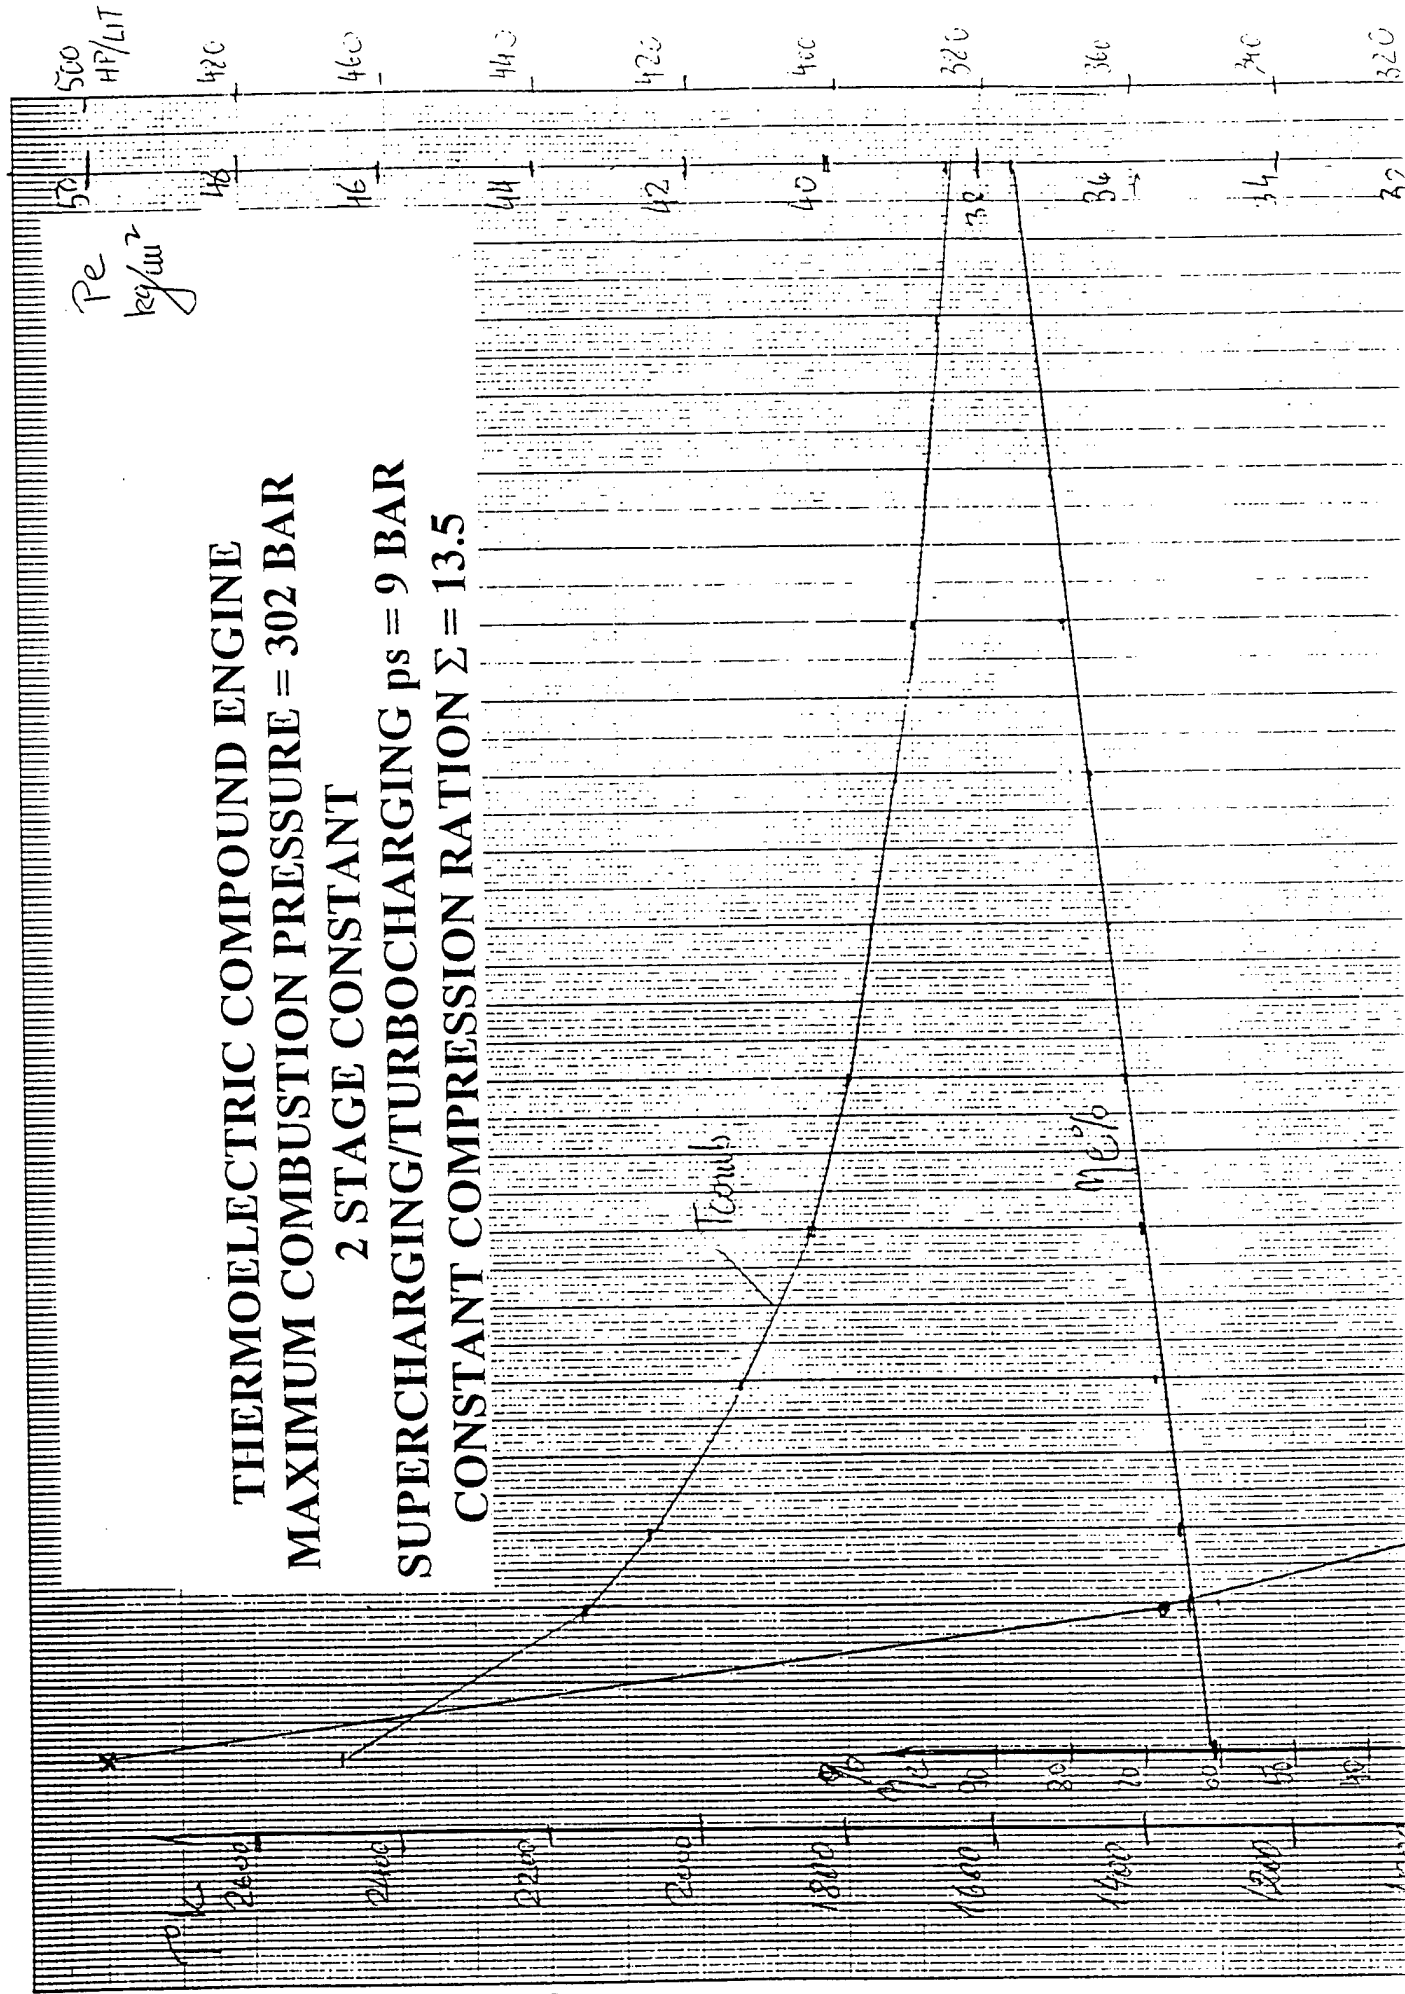 THERMOELECTRIC COMPOUND ENGINE
MAXIMUM COMBUSTION PRESSURE = 302 BAR
2 STAGE CONSTANT
SUPERCHARGING/TURBOCHARGING ps = 9 BAR
CONSTANT COMPRESSION RATION Σ = 13.5
Pe
kg/cm²
500
HP/LIT
480
460
440
420
400
380
360
340
320
50
48
46
44
42
40
38
36
34
32
Tcomb
ηe%
T°K
2600
2400
2200
2000
1800
1600
1400
1200
%
ηe
90
80
70
60
50
40